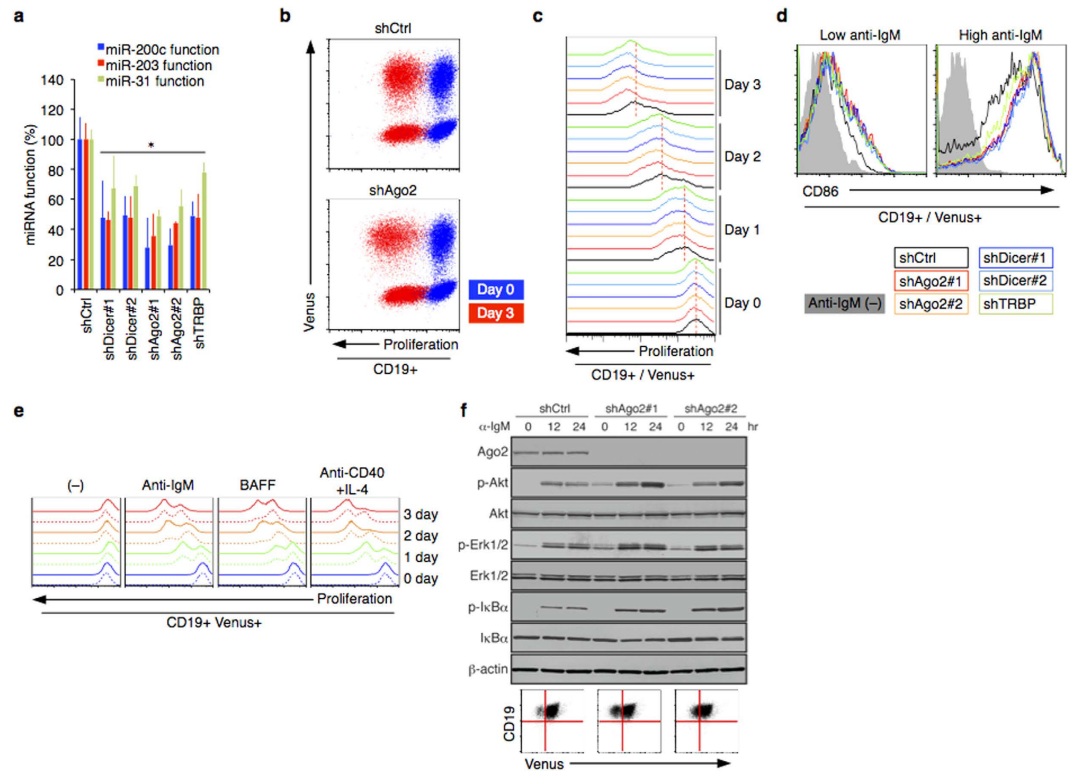 a
miR-200c function
miR-203 function
miR-31 function
miRNA function (%)
140
120
100
80
60
40
20
0
*
shCtrl
shDicer#1
shDicer#2
shAgo2#1
shAgo2#2
shTRBP
b
shCtrl
shAgo2
Venus
Day 0
Day 3
Proliferation
CD19+
c
Day 3
Day 2
Day 1
Day 0
Proliferation
CD19+ / Venus+
d
Low anti-IgM
High anti-IgM
CD86
CD19+ / Venus+
Anti-IgM (–)
shCtrl
shDicer#1
shAgo2#1
shDicer#2
shAgo2#2
shTRBP
e
(–)
Anti-IgM
BAFF
Anti-CD40
+IL-4
3 day
2 day
1 day
0 day
Proliferation
CD19+ Venus+
f
shCtrl
shAgo2#1
shAgo2#2
α-IgM 0 12 24 0 12 24 0 12 24 hr
Ago2
p-Akt
Akt
p-Erk1/2
Erk1/2
p-IκBα
IκBα
β-actin
CD19
Venus